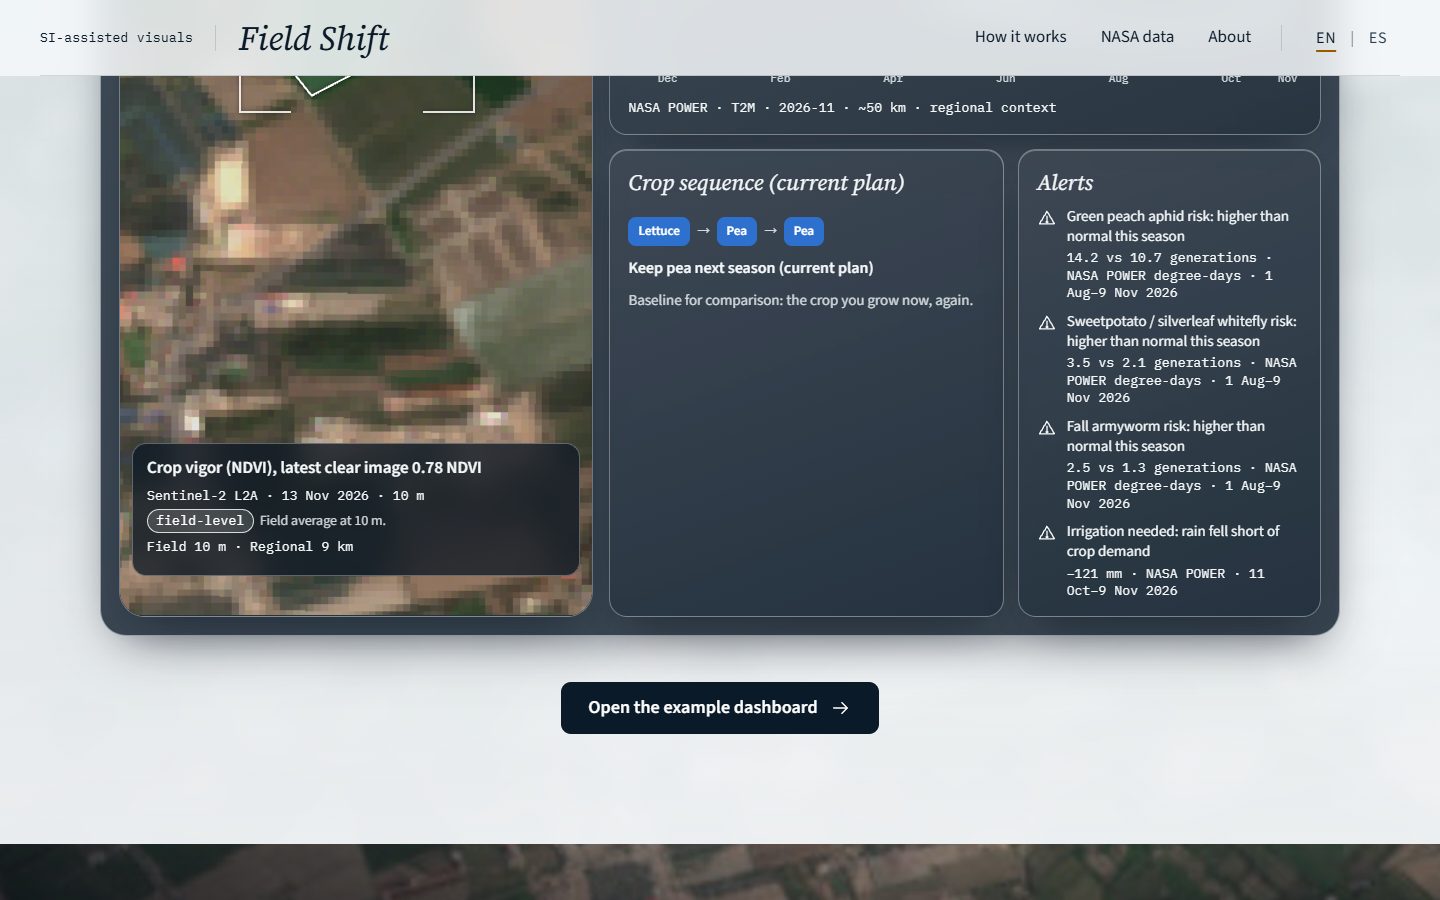 SI-assisted visuals
Field Shift
How it works
NASA data
About
EN | ES
Dec Feb Apr Jun Aug Oct Nov
NASA POWER · T2M · 2026-11 · ~50 km · regional context
Crop sequence (current plan)
Lettuce → Pea → Pea
Keep pea next season (current plan)
Baseline for comparison: the crop you grow now, again.
Alerts
Green peach aphid risk: higher than
normal this season
14.2 vs 10.7 generations ·
NASA POWER degree-days · 1
Aug–9 Nov 2026
Sweetpotato / silverleaf whitefly risk:
higher than normal this season
3.5 vs 2.1 generations · NASA
POWER degree-days · 1 Aug–9
Nov 2026
Fall armyworm risk: higher than
normal this season
2.5 vs 1.3 generations · NASA
POWER degree-days · 1 Aug–9
Nov 2026
Irrigation needed: rain fell short of
crop demand
−121 mm · NASA POWER · 11
Oct–9 Nov 2026
Crop vigor (NDVI), latest clear image 0.78 NDVI
Sentinel-2 L2A · 13 Nov 2026 · 10 m
field-level Field average at 10 m.
Field 10 m · Regional 9 km
Open the example dashboard →